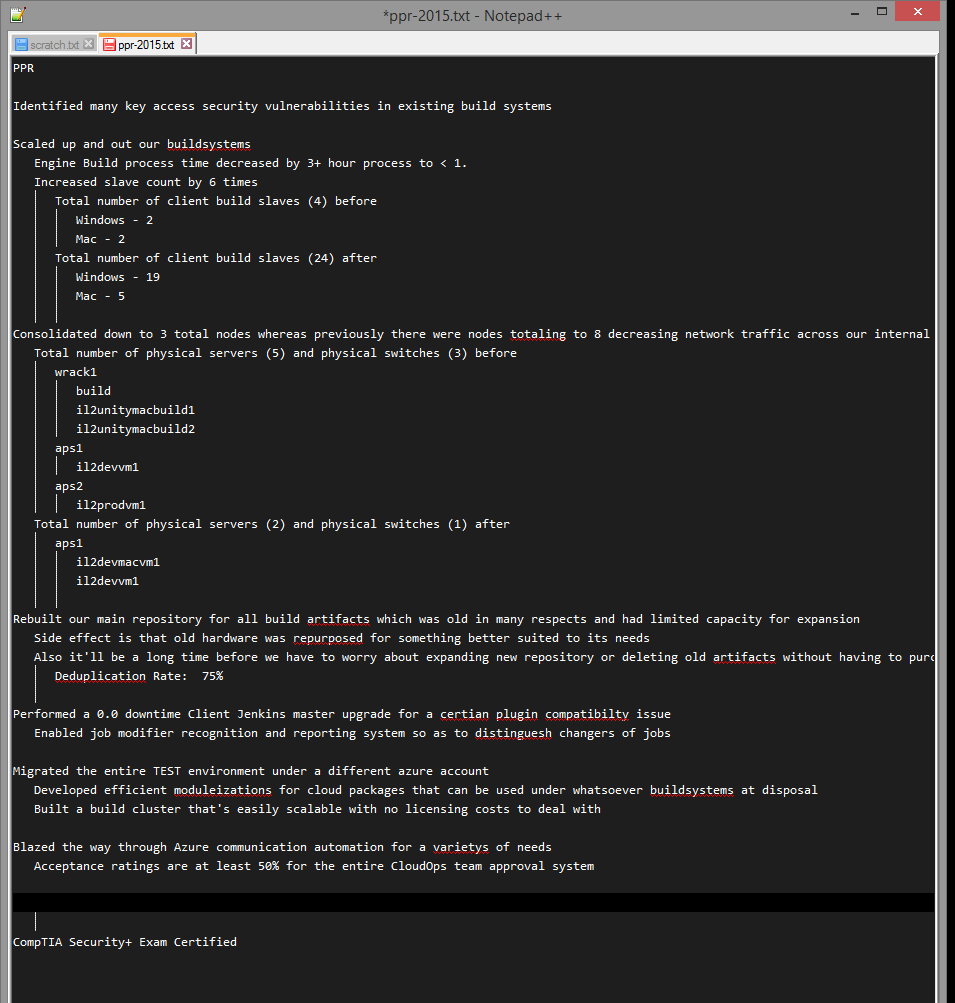 *ppr-2015.txt - Notepad++
scratch.txt ppr-2015.txt
PPR
Identified many key access security vulnerabilities in existing build systems
Scaled up and out our buildsystems
Engine Build process time decreased by 3+ hour process to < 1.
Increased slave count by 6 times
Total number of client build slaves (4) before
Windows - 2
Mac - 2
Total number of client build slaves (24) after
Windows - 19
Mac - 5
Consolidated down to 3 total nodes whereas previously there were nodes totaling to 8 decreasing network traffic across our internal
Total number of physical servers (5) and physical switches (3) before
wrack1
build
il2unitymacbuild1
il2unitymacbuild2
aps1
il2devvm1
aps2
il2prodvm1
Total number of physical servers (2) and physical switches (1) after
aps1
il2devmacvm1
il2devvm1
Rebuilt our main repository for all build artifacts which was old in many respects and had limited capacity for expansion
Side effect is that old hardware was repurposed for something better suited to its needs
Also it'll be a long time before we have to worry about expanding new repository or deleting old artifacts without having to
Deduplication Rate:  75%
Performed a 0.0 downtime Client Jenkins master upgrade for a certian plugin compatibilty issue
Enabled job modifier recognition and reporting system so as to distinguesh changers of jobs
Migrated the entire TEST environment under a different azure account
Developed efficient moduleizations for cloud packages that can be used under whatsoever buildsystems at disposal
Built a build cluster that's easily scalable with no licensing costs to deal with
Blazed the way through Azure communication automation for a varietys of needs
Acceptance ratings are at least 50% for the entire CloudOps team approval system
CompTIA Security+ Exam Certified